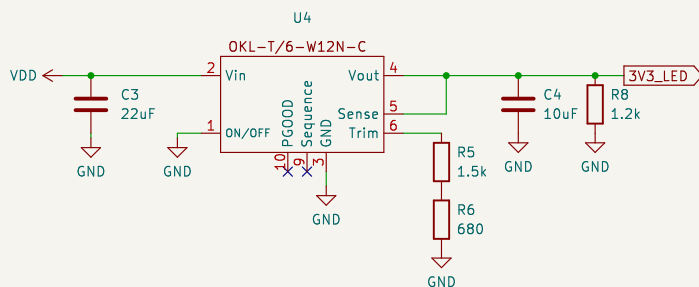 U4
OKL-T/6-W12N-C
VDD
2
Vin
Vout
4
3V3_LED
C3
22uF
Sense
5
C4
10uF
R8
1.2k
1
ON/OFF
PGOOD
Sequence
GND
Trim
6
10
9
3
R5
1.5k
GND
GND
GND
GND
GND
R6
680
GND